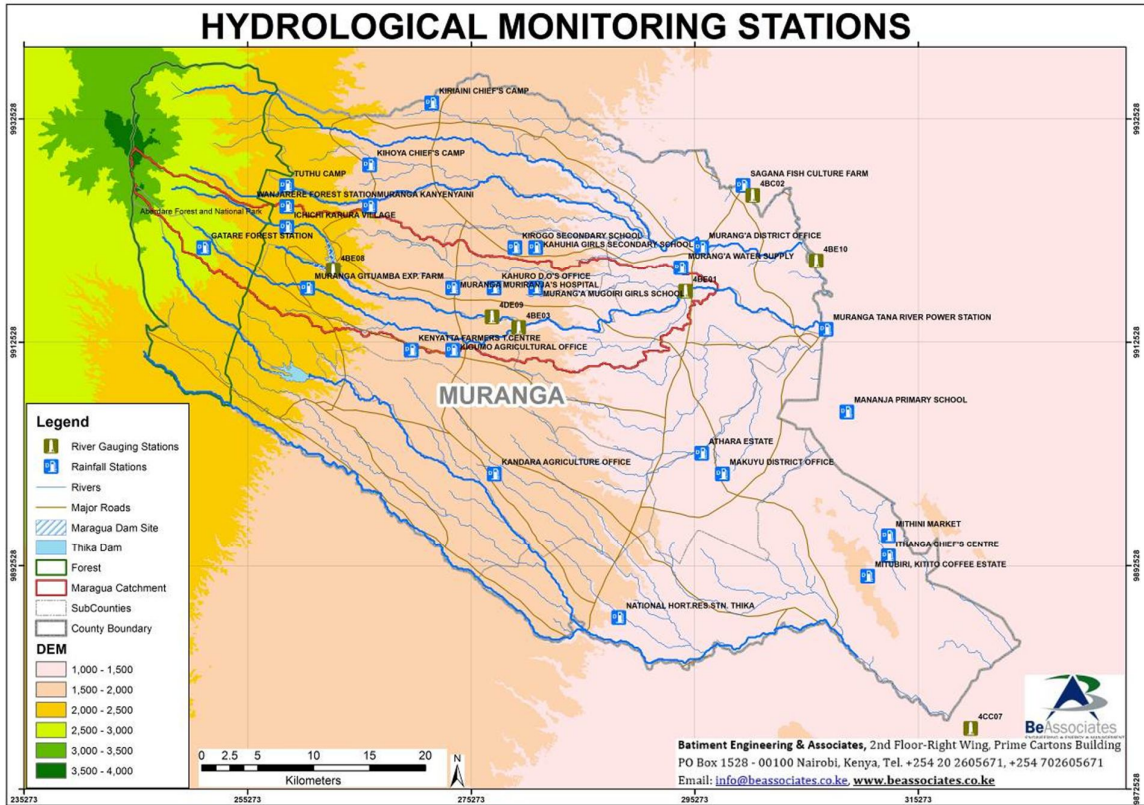 HYDROLOGICAL MONITORING STATIONS
KIRIAINI CHIEF'S CAMP
9932528
9932528
KIHOYA CHIEF'S CAMP
TUTHU CAMP
SAGANA FISH CULTURE FARM
4BC02
WANJARERE FOREST STATION
MURANGA KANYENYAINI
Aberdare Forest and National Park
ICHICHI KARURA VILLAGE
GATARE FOREST STATION
KIROGO SECONDARY SCHOOL
MURANG'A DISTRICT OFFICE
KAHUHIA GIRLS SECONDARY SCHOOL
4BE10
MURANG'A WATER SUPPLY
4BE08
MURANGA GITUAMBA EXP. FARM
KAHURO D.O'S OFFICE
4BE01
MURANGA MURIRANJA'S HOSPITAL
MURANG'A MUGOIRI GIRLS SCHOOL
4DE09
4BE03
MURANGA TANA RIVER POWER STATION
KENYATTA FARMERS T.CENTRE
KIGUMO AGRICULTURAL OFFICE
9912528
9912528
MURANGA
MANANJA PRIMARY SCHOOL
ATHARA ESTATE
KANDARA AGRICULTURE OFFICE
MAKUYU DISTRICT OFFICE
MITHINI MARKET
ITHANGA CHIEF'S CENTRE
MITUBIRI, KITITO COFFEE ESTATE
9892528
9892528
NATIONAL HORT.RES.STN. THIKA
4CC07
Legend
River Gauging Stations
Rainfall Stations
Rivers
Major Roads
Maragua Dam Site
Thika Dam
Forest
Maragua Catchment
SubCounties
County Boundary
DEM
1,000 - 1,500
1,500 - 2,000
2,000 - 2,500
2,500 - 3,000
3,000 - 3,500
3,500 - 4,000
0 2.5 5 10 15 20
Kilometers
N
BeAssociates
ENGINEERING & ENERGY & MANAGEMENT
Batiment Engineering & Associates, 2nd Floor-Right Wing, Prime Cartons Building
PO Box 1528 - 00100 Nairobi, Kenya, Tel. +254 20 2605671, +254 702605671
Email: info@beassociates.co.ke, www.beassociates.co.ke
9872528
235273
255273
275273
295273
315273